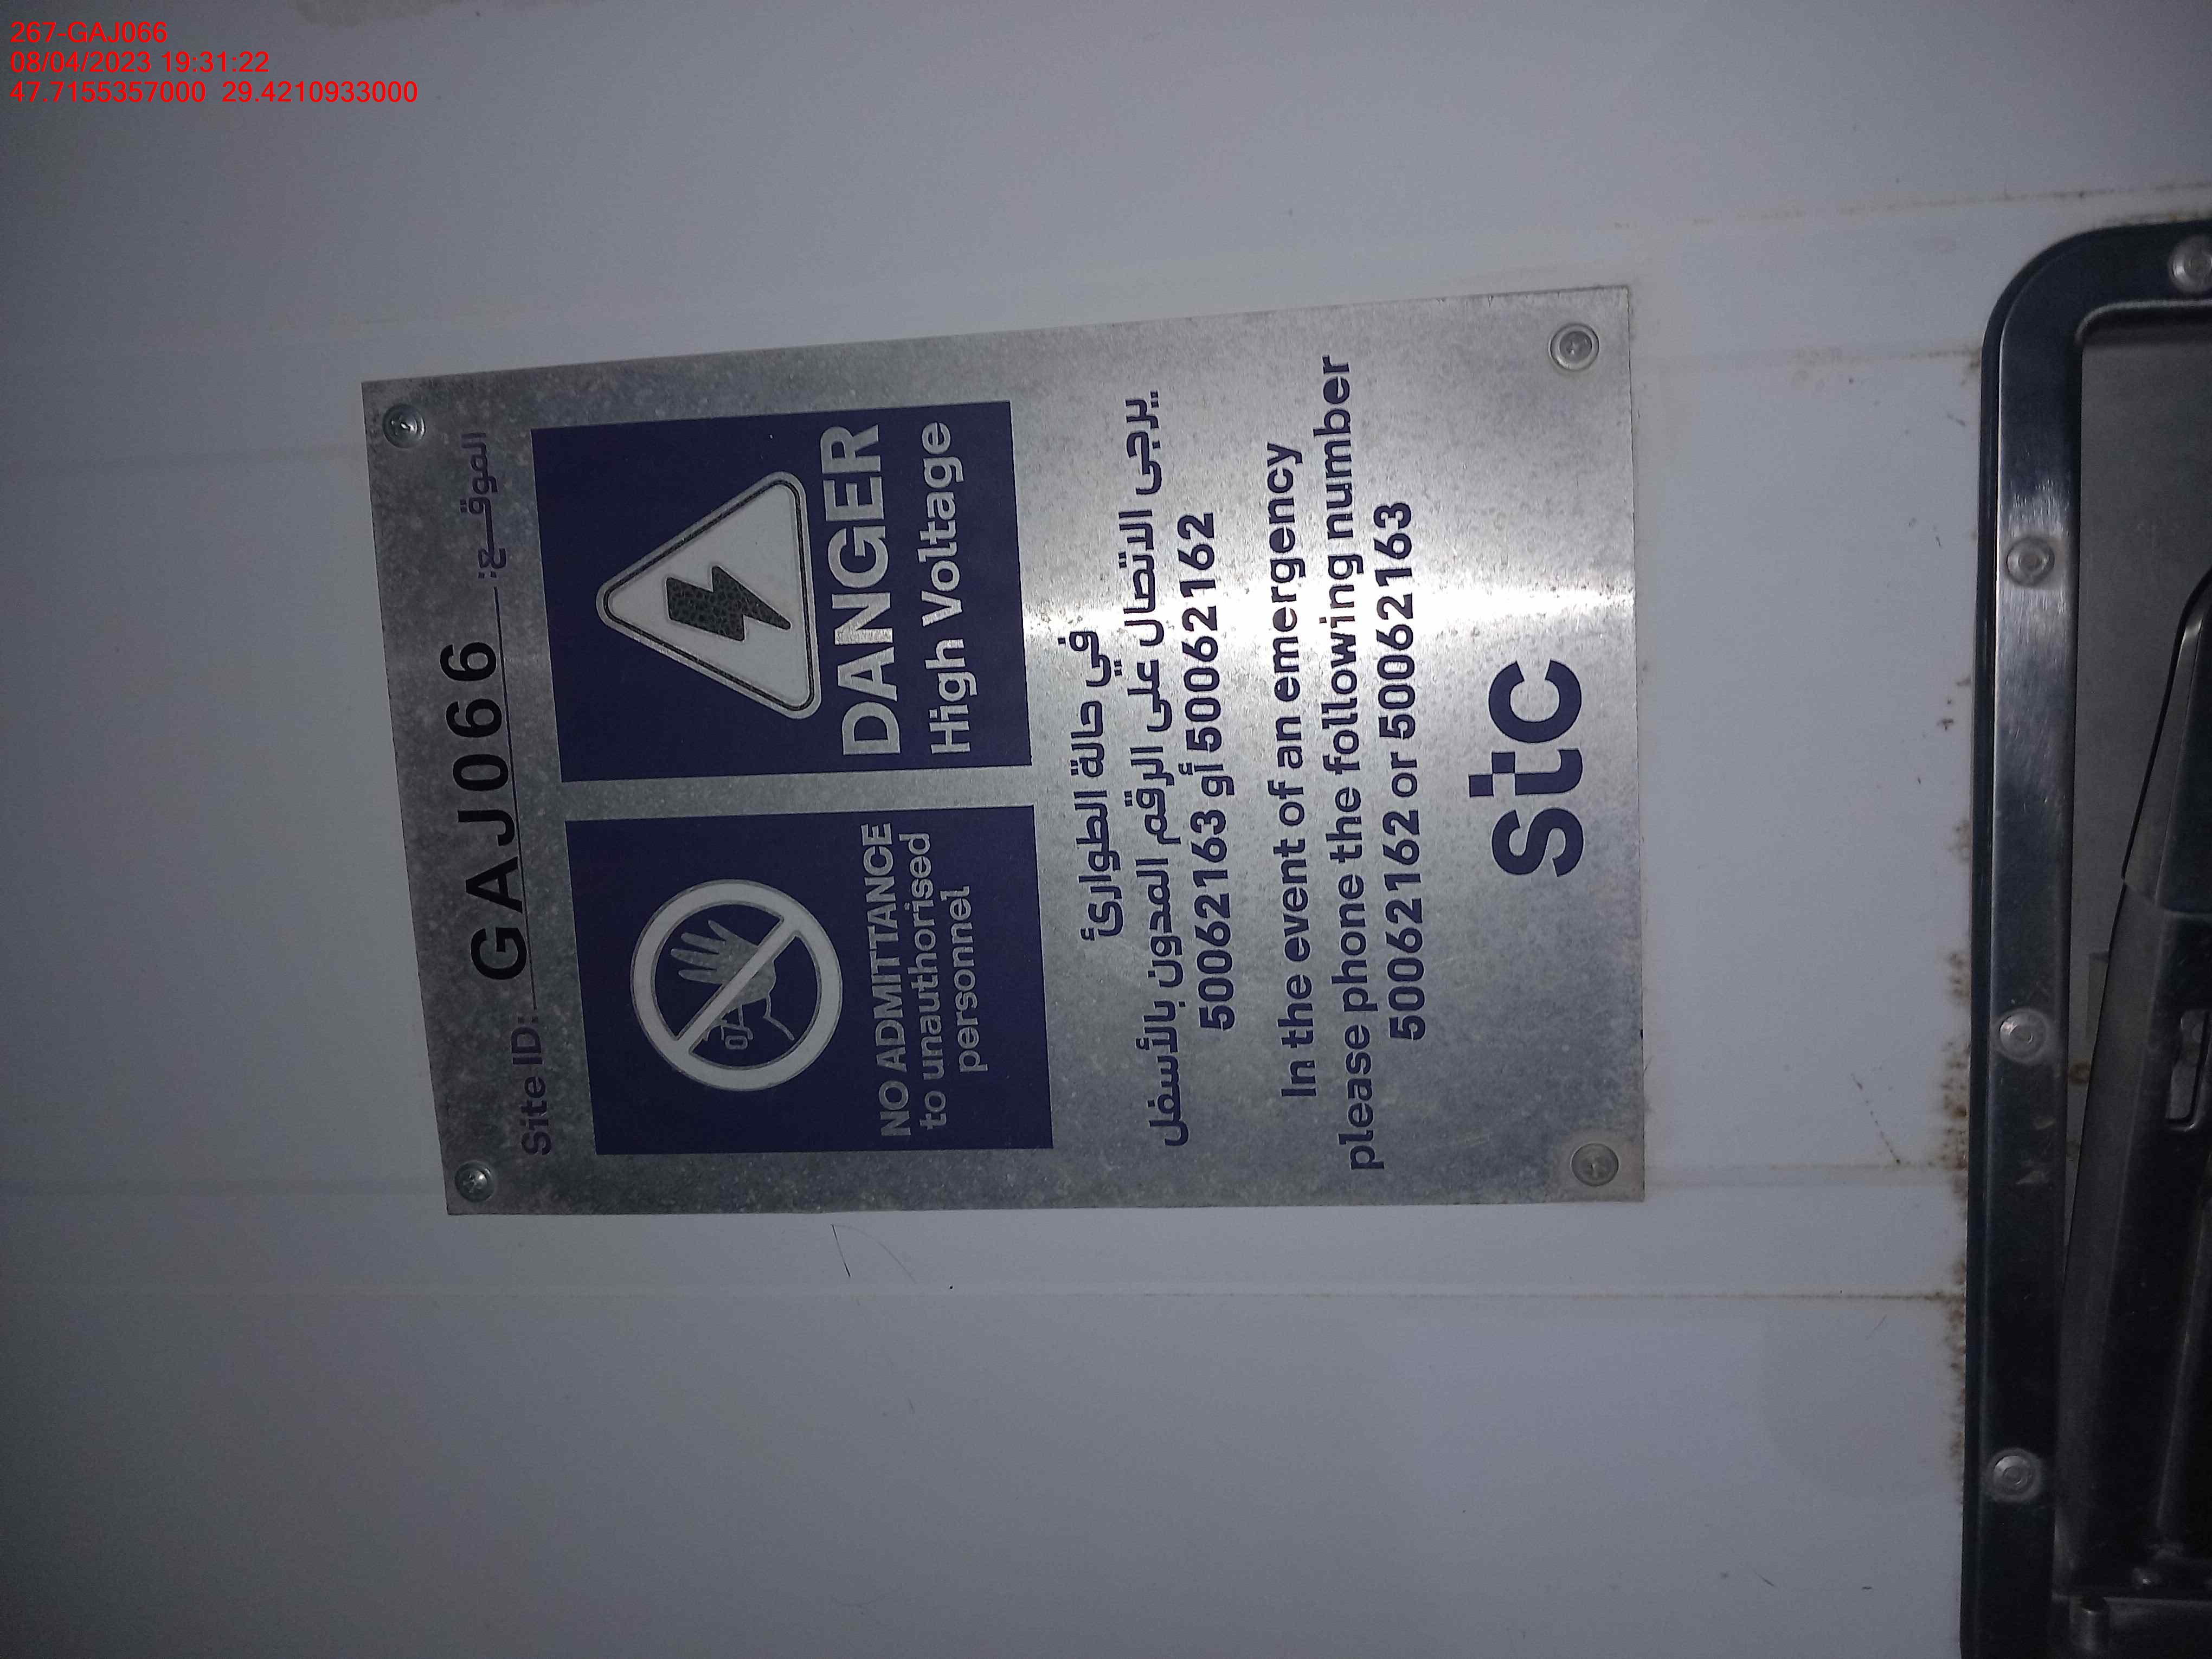 267-GAJ066
08/04/2023 19:31:22
47.7155357000 29.4210933000
Site ID: GAJ066 الموقـــع:
NO ADMITTANCE
to unauthorised
personnel
DANGER
High Voltage
في حالة الطوارئ
يرجى الاتصال على الرقم المدون بالأسفل
50062163 أو 50062162
In the event of an emergency
please phone the following number
50062162 or 50062163
stc